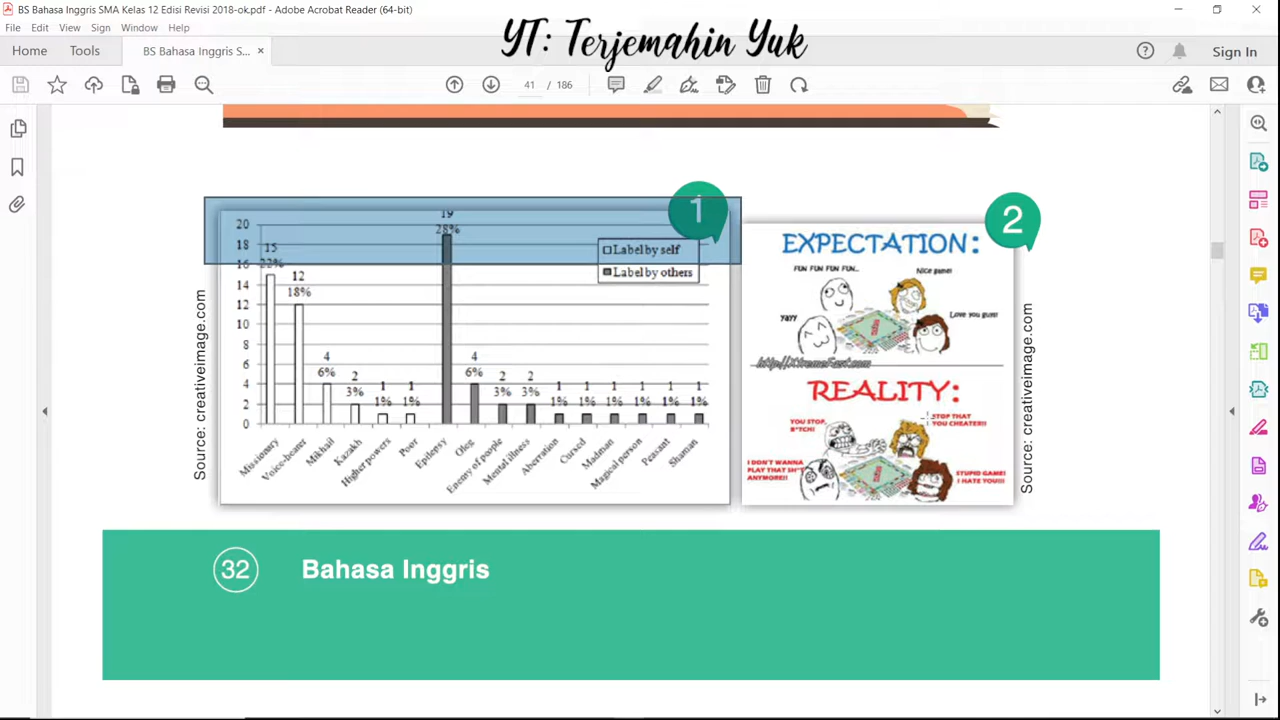 BS Bahasa Inggris SMA Kelas 12 Edisi Revisi 2018-ok.pdf - Adobe Acrobat Reader (64-bit)
File Edit View Sign Window Help
YT: Terjemahin Yuk
Home Tools BS Bahasa Inggris S... × Sign In
41 / 186
1
2
Source: creativeimage.com
20
18
16
14
12
10
8
6
4
2
0
15
22%
12
18%
4
6%
2
3%
1
1%
1
1%
19
28%
4
6%
2
3%
2
3%
1
1%
1
1%
1
1%
1
1%
1
1%
1
1%
Label by self
Label by others
Missionary
Voice-bearer
Mikhail
Kazakh
Higher powers
Poor
Epilepsy
Oleg
Enemy of people
Mental illness
Aberration
Cursed
Madman
Magical person
Peasant
Shaman
EXPECTATION:
FUN FUN FUN FUN...
Nice game!
YAYY
Love you guys!
http://XtremeFest.com
REALITY:
YOU STOP,
B*TCH!
STOP THAT
YOU CHEATER!!
I DON'T WANNA
PLAY THAT SH*T
ANYMORE!!
STUPID GAME!
I HATE YOU!!!
Source: creativeimage.com
32 Bahasa Inggris